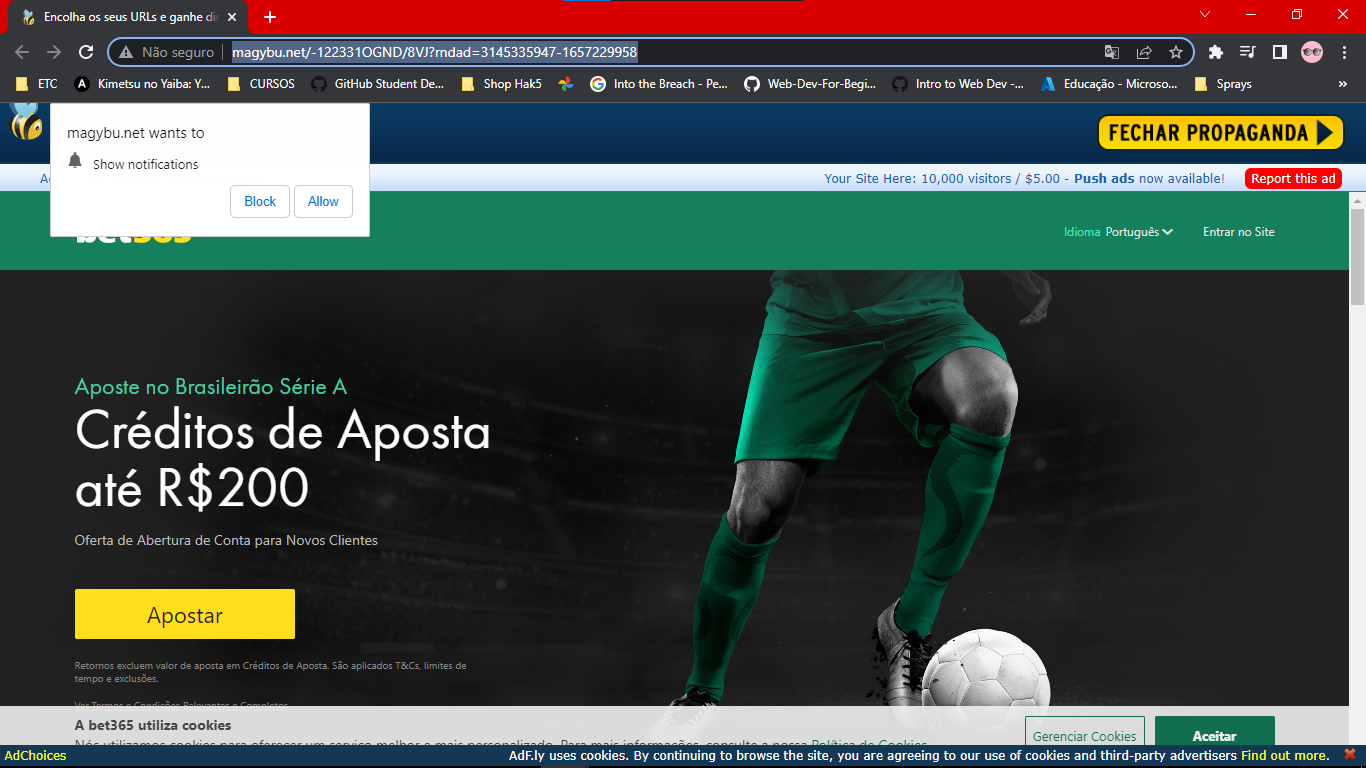 Encolha os seus URLs e ganhe di
Não seguro
magybu.net/-122331OGND/8VJ?rndad=3145335947-1657229958
ETC
Kimetsu no Yaiba: Y...
CURSOS
GitHub Student De...
Shop Hak5
Into the Breach - Pe...
Web-Dev-For-Begi...
Intro to Web Dev -...
Educação - Microso...
Sprays
»
magybu.net wants to
Show notifications
Block
Allow
FECHAR PROPAGANDA
Your Site Here: 10,000 visitors / $5.00 - Push ads now available!
Report this ad
bet365
Idioma Português
Entrar no Site
Aposte no Brasileirão Série A
Créditos de Aposta
até R$200
Oferta de Abertura de Conta para Novos Clientes
Apostar
Retornos excluem valor de aposta em Créditos de Aposta. São aplicados T&Cs, limites de
tempo e exclusões.
Ver Termos e Condições Relevantes e Completos
A bet365 utiliza cookies
Nós utilizamos cookies para oferecer um serviço melhor e mais personalizado. Para mais informações, consulte a nossa Política de Cookies
Gerenciar Cookies
Aceitar
AdChoices
AdF.ly uses cookies. By continuing to browse the site, you are agreeing to our use of cookies and third-party advertisers Find out more.